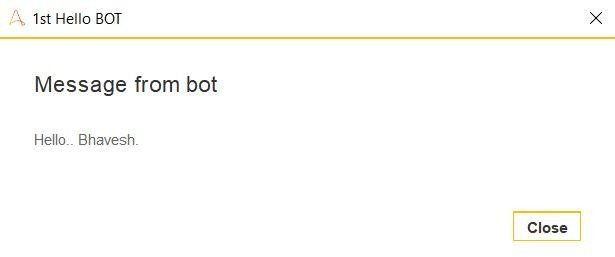 1st Hello BOT
Message from bot
Hello.. Bhavesh.
Close